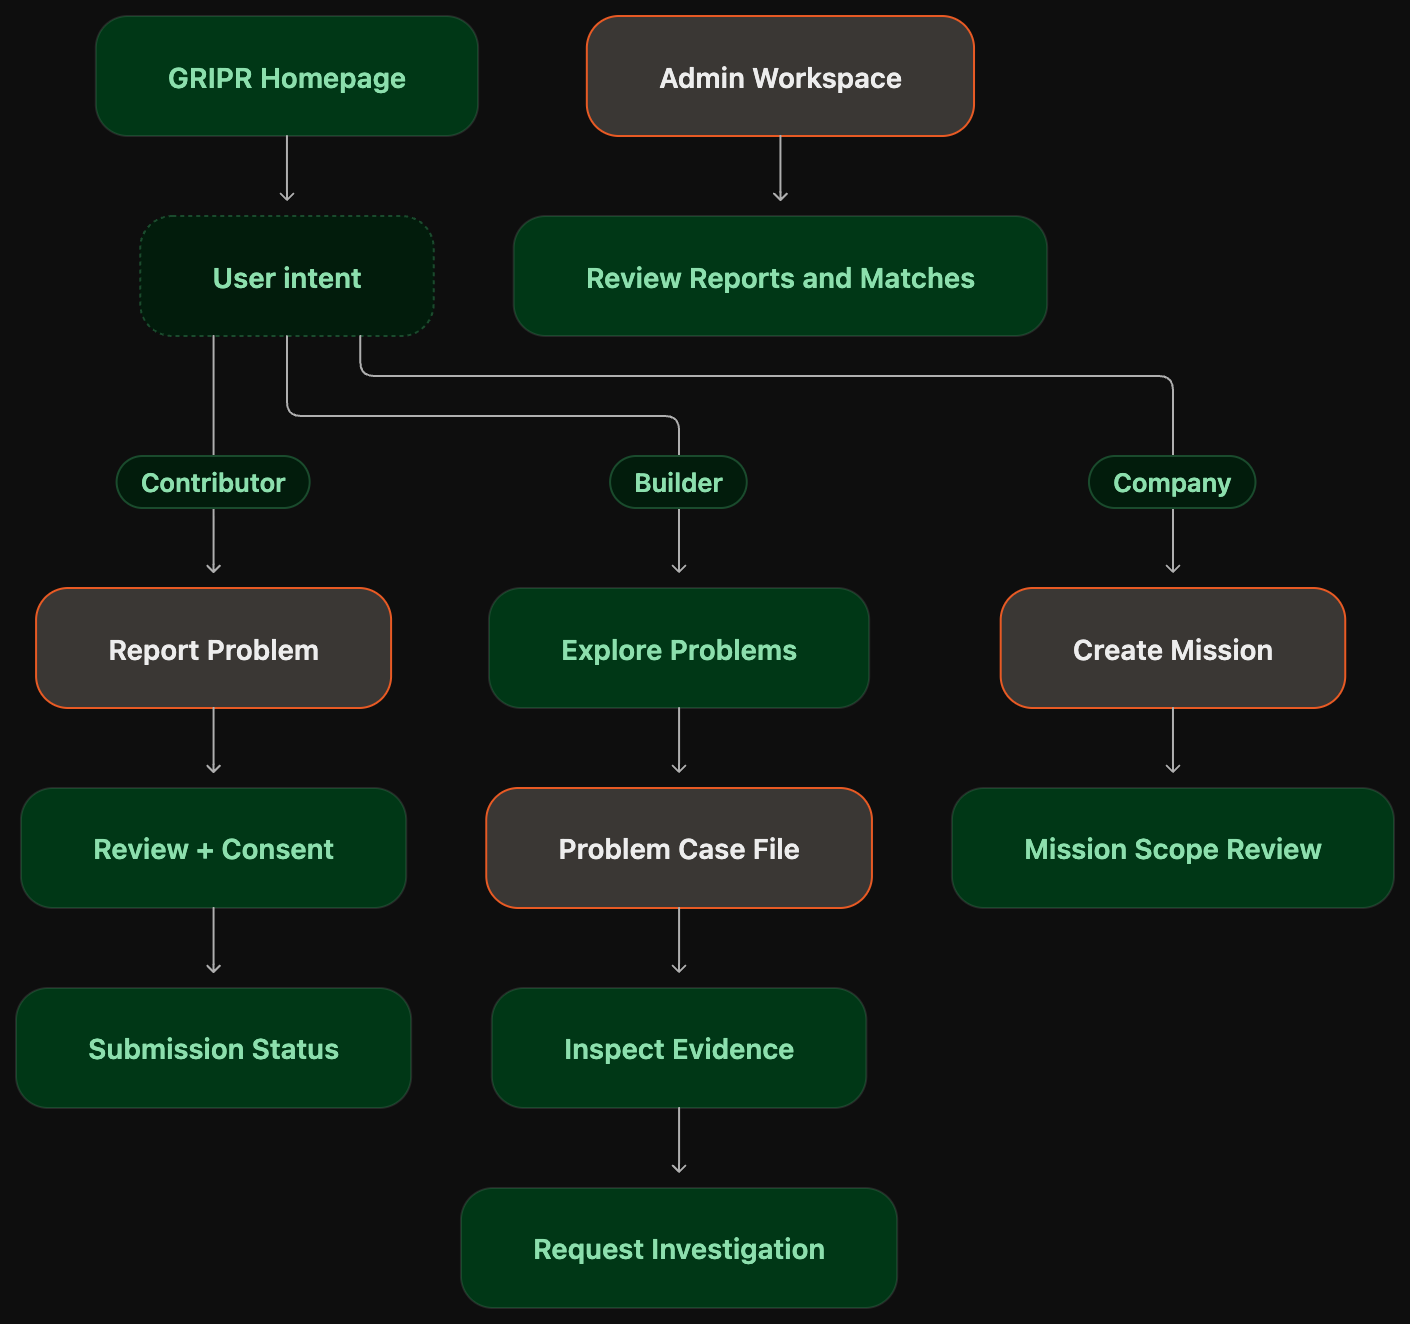 GRIPR Homepage
Admin Workspace
User intent
Review Reports and Matches
Contributor
Builder
Company
Report Problem
Explore Problems
Create Mission
Review + Consent
Problem Case File
Mission Scope Review
Submission Status
Inspect Evidence
Request Investigation